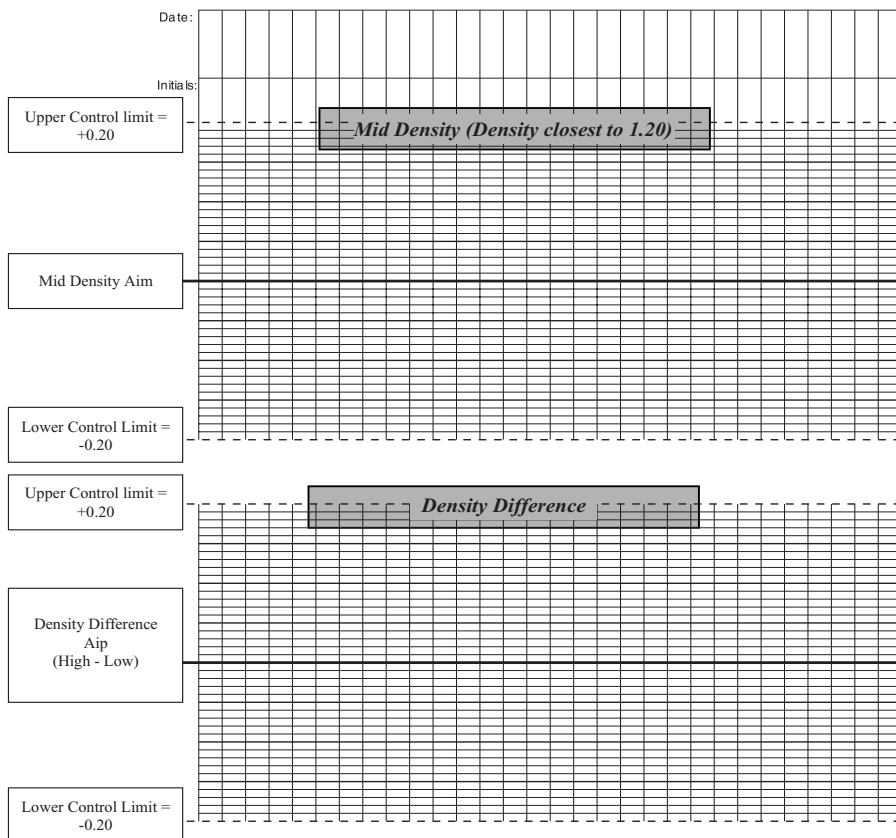 Date:
Initials:
Upper Control limit =
+0.20
Mid Density (Density closest to 1.20)
Mid Density Aim
Lower Control Limit =
-0.20
Upper Control limit =
+0.20
Density Difference
Density Difference
Aip
(High - Low)
Lower Control Limit =
-0.20